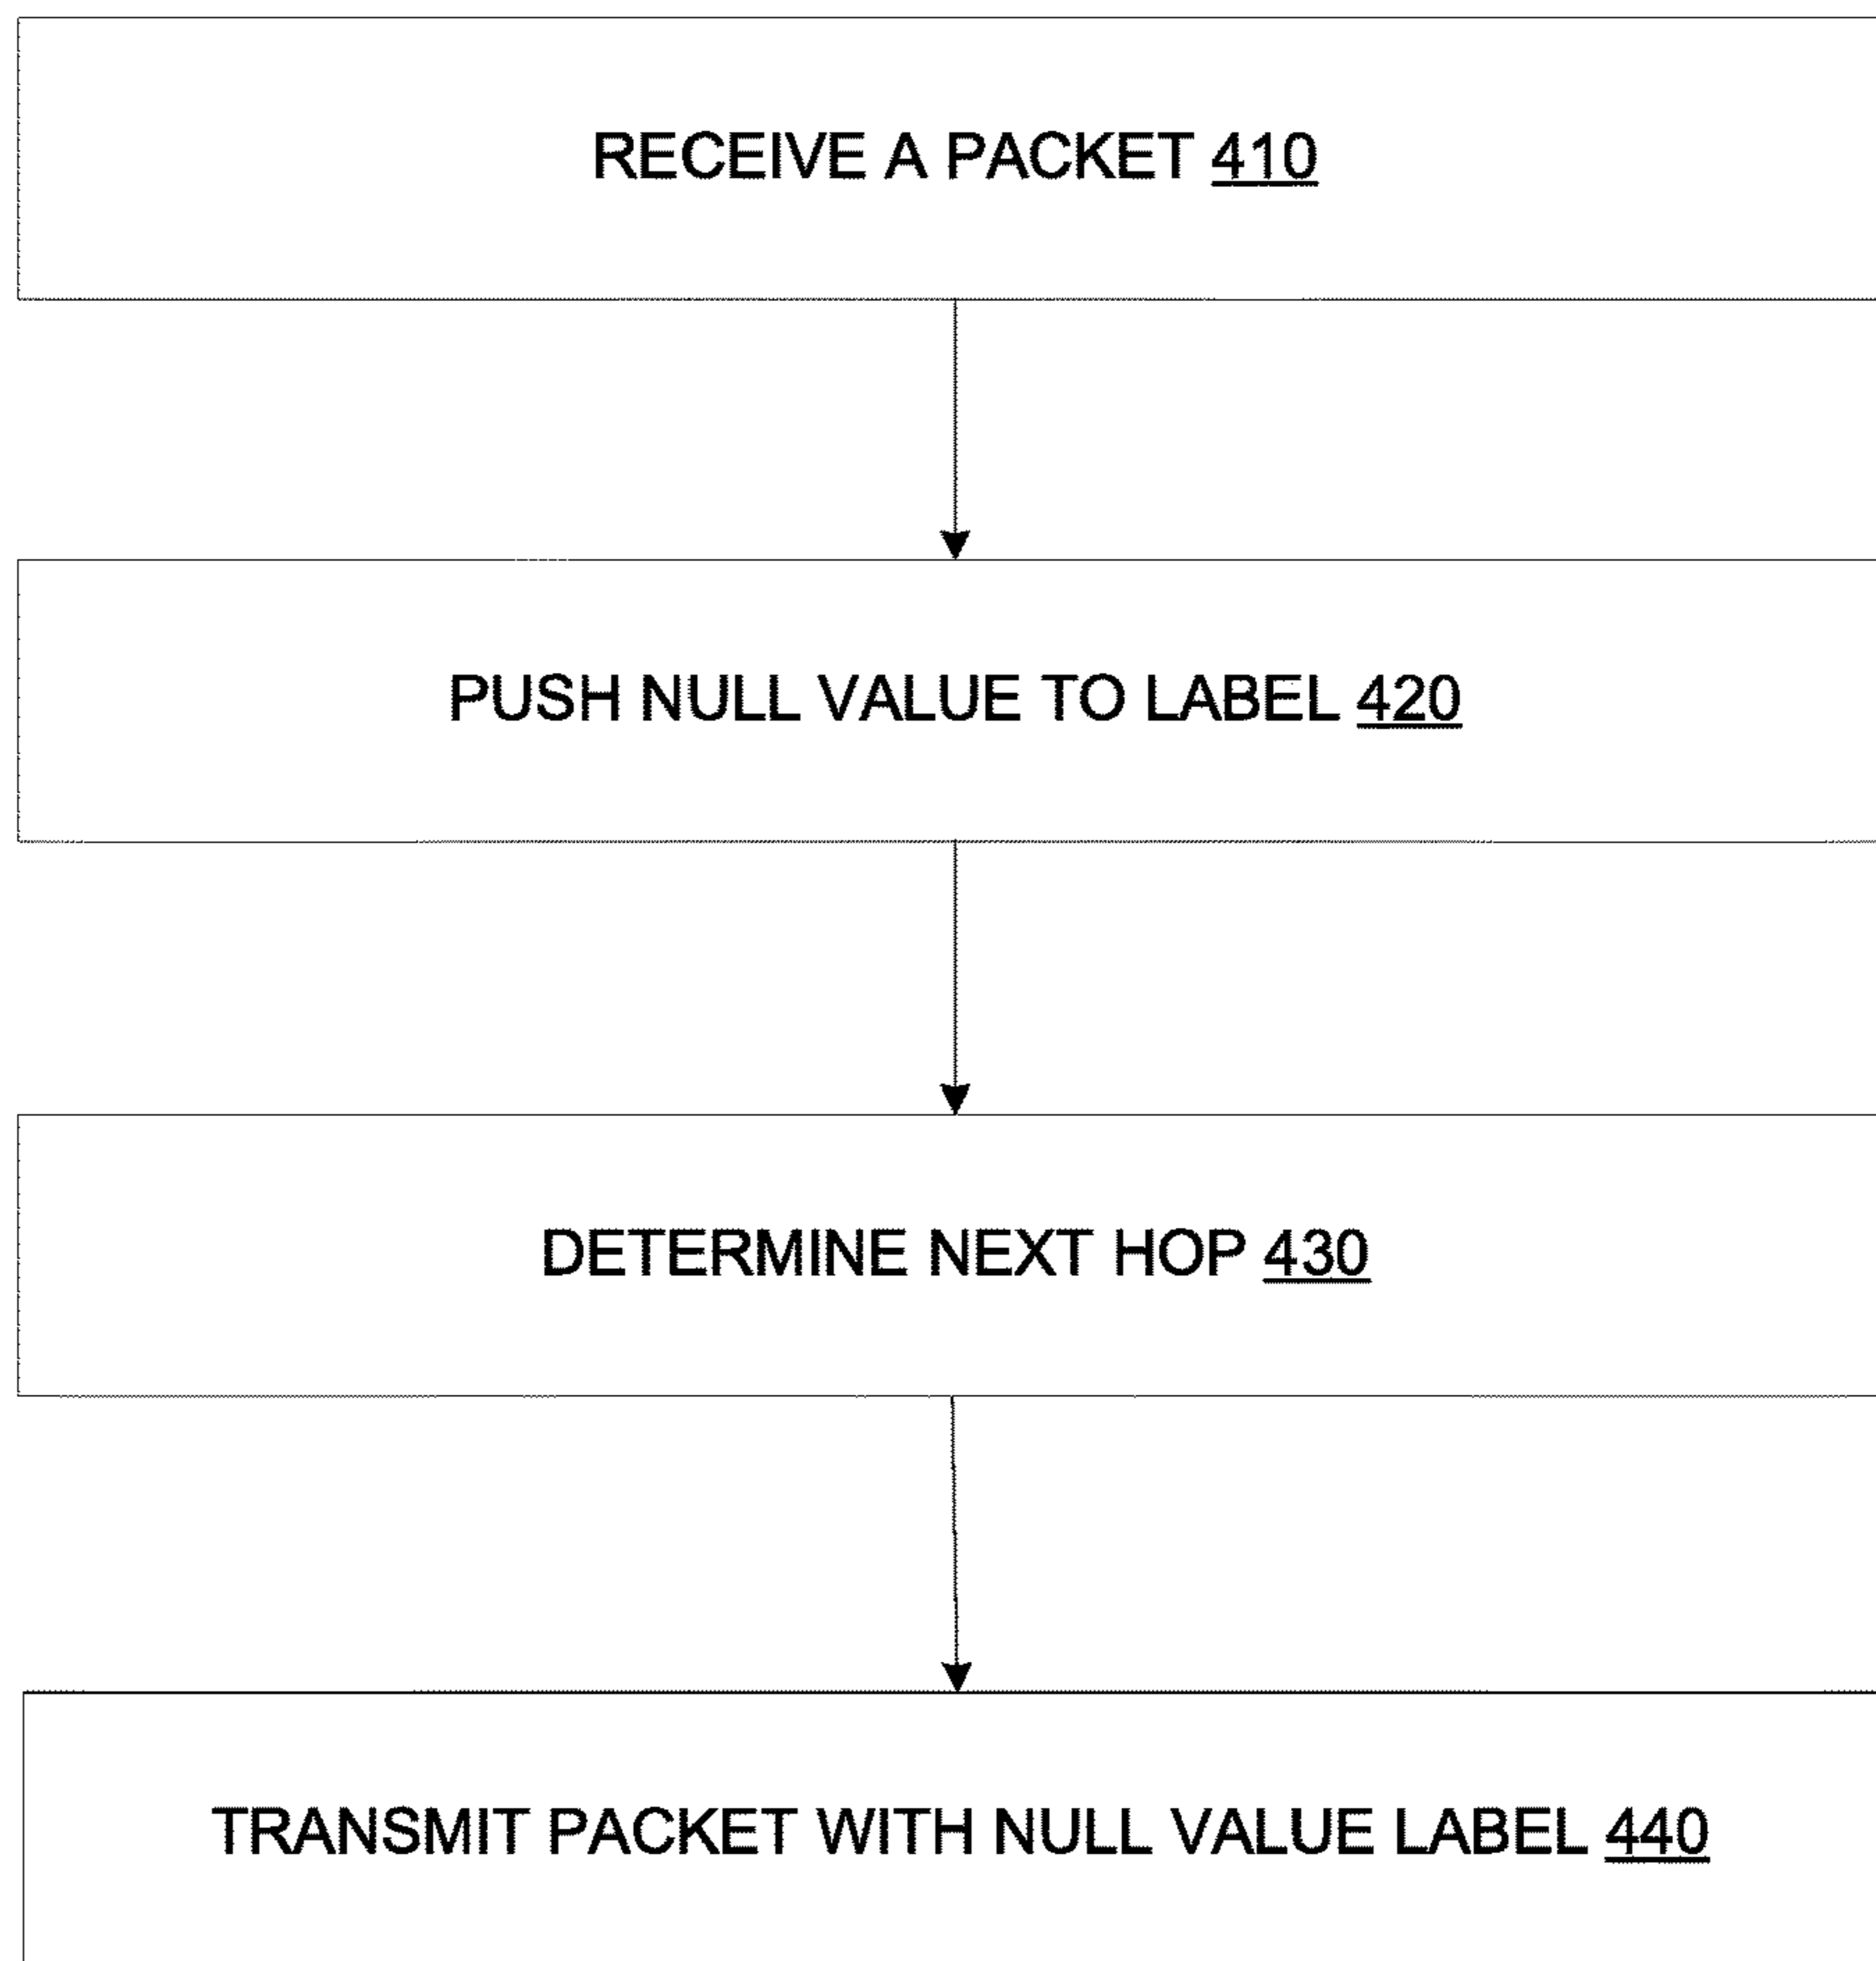 RECEIVE A PACKET 410
PUSH NULL VALUE TO LABEL 420
DETERMINE NEXT HOP 430
TRANSMIT PACKET WITH NULL VALUE LABEL 440